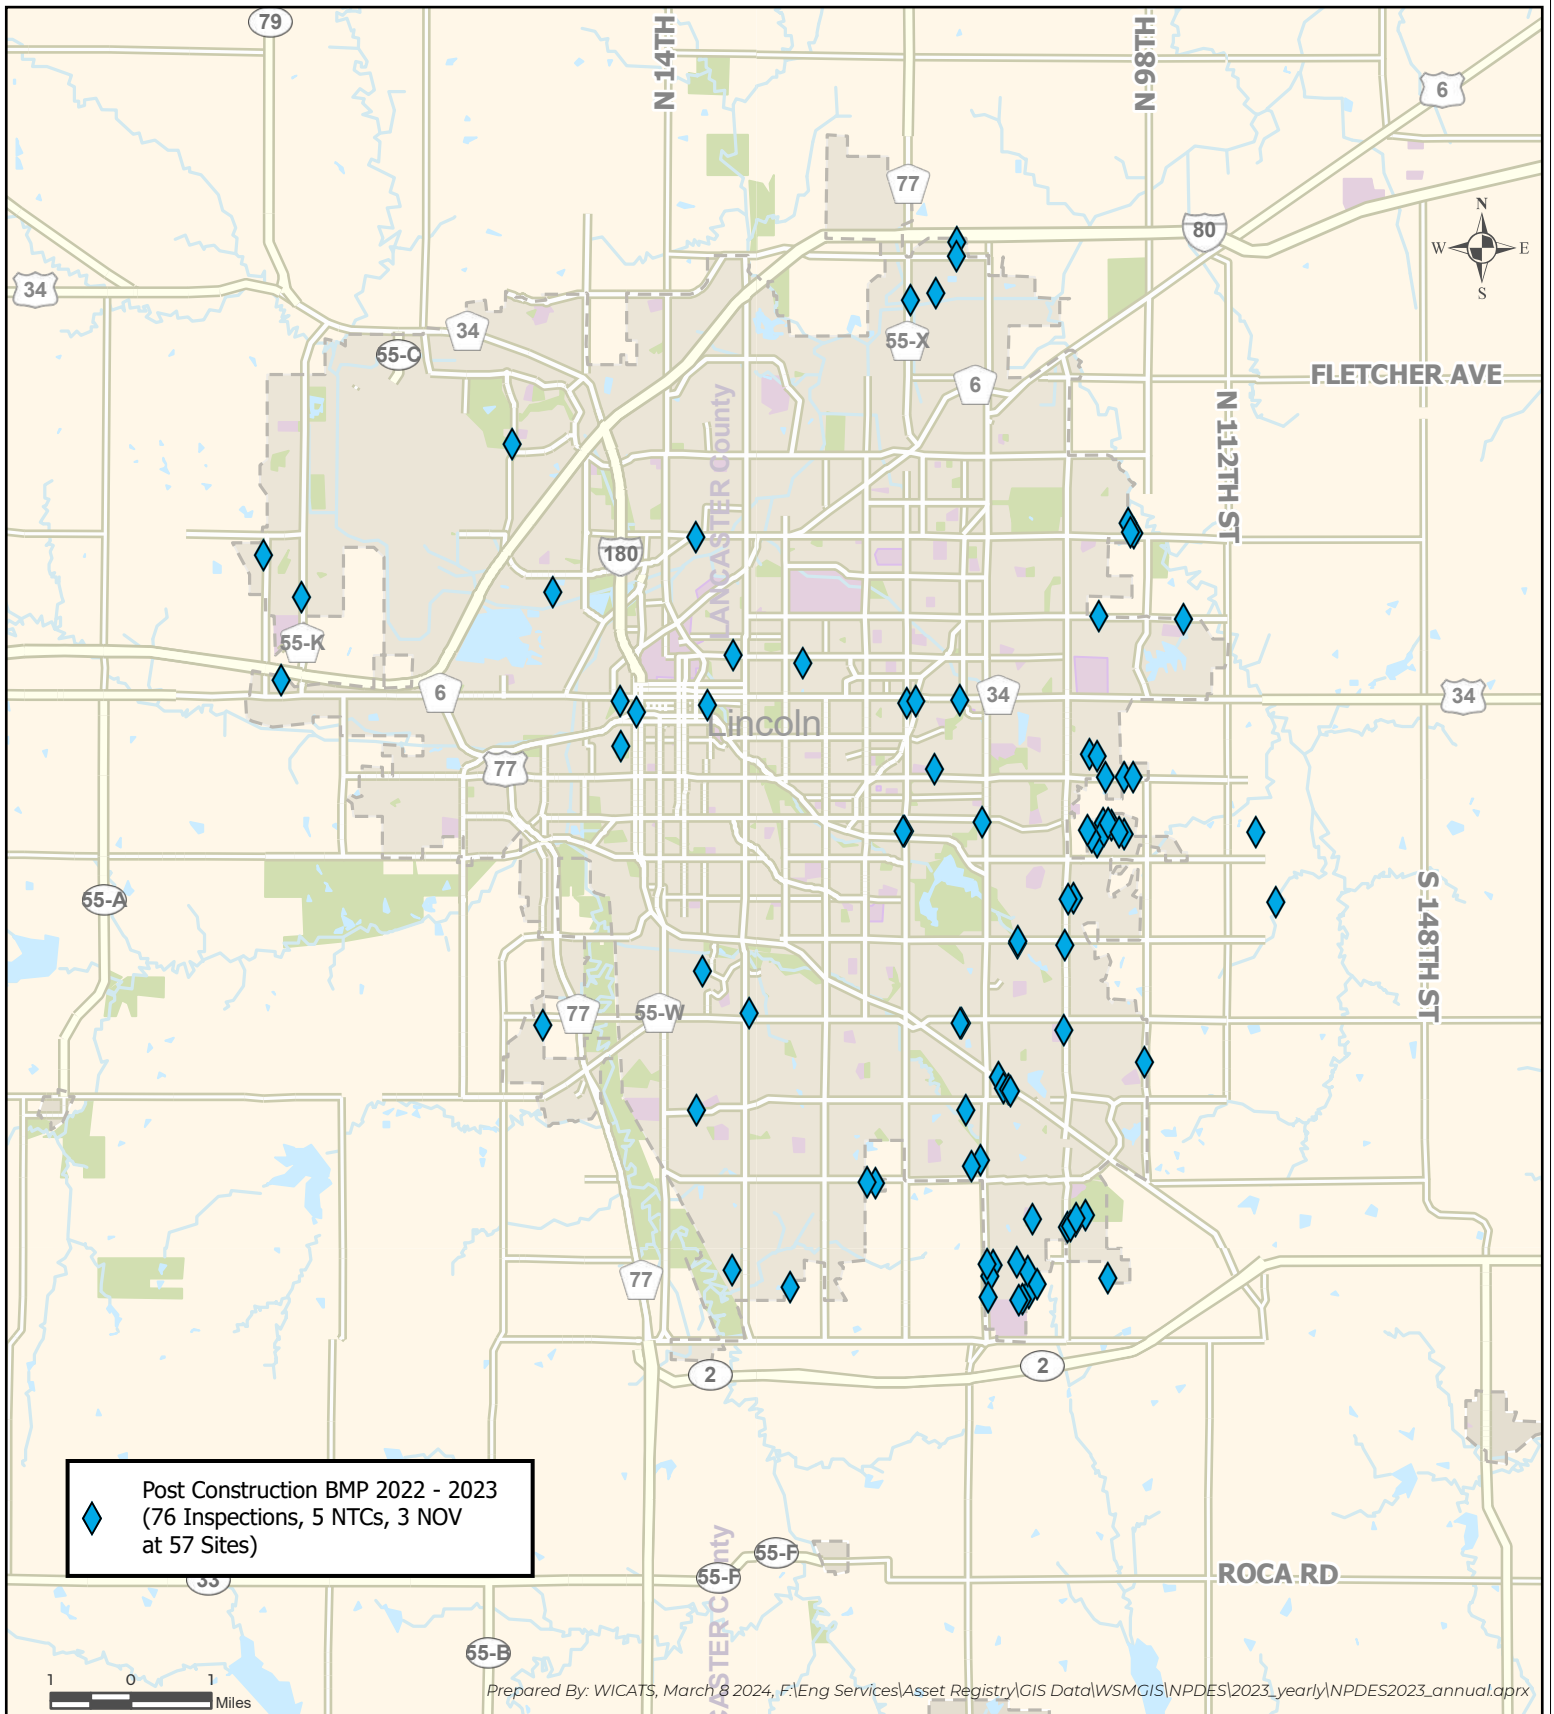 79
N 14TH
N 98TH
6
77
N
W E
S
80
34
34
55-C
55-X
6
FLETCHER AVE
N 112TH ST
LANCASTER County
180
55-K
6
34
34
Lincoln
77
55-A
S 148TH ST
77
55-W
77
2
2
Post Construction BMP 2022 - 2023
(76 Inspections, 5 NTCs, 3 NOV
at 57 Sites)
33
55-F
55-F
ROCA RD
CASTER County
55-B
1 0 1
Miles
Prepared By: WICATS, March 8 2024, F:\Eng Services\Asset Registry\GIS Data\WSMGIS\NPDES\2023_yearly\NPDES2023_annual.aprx